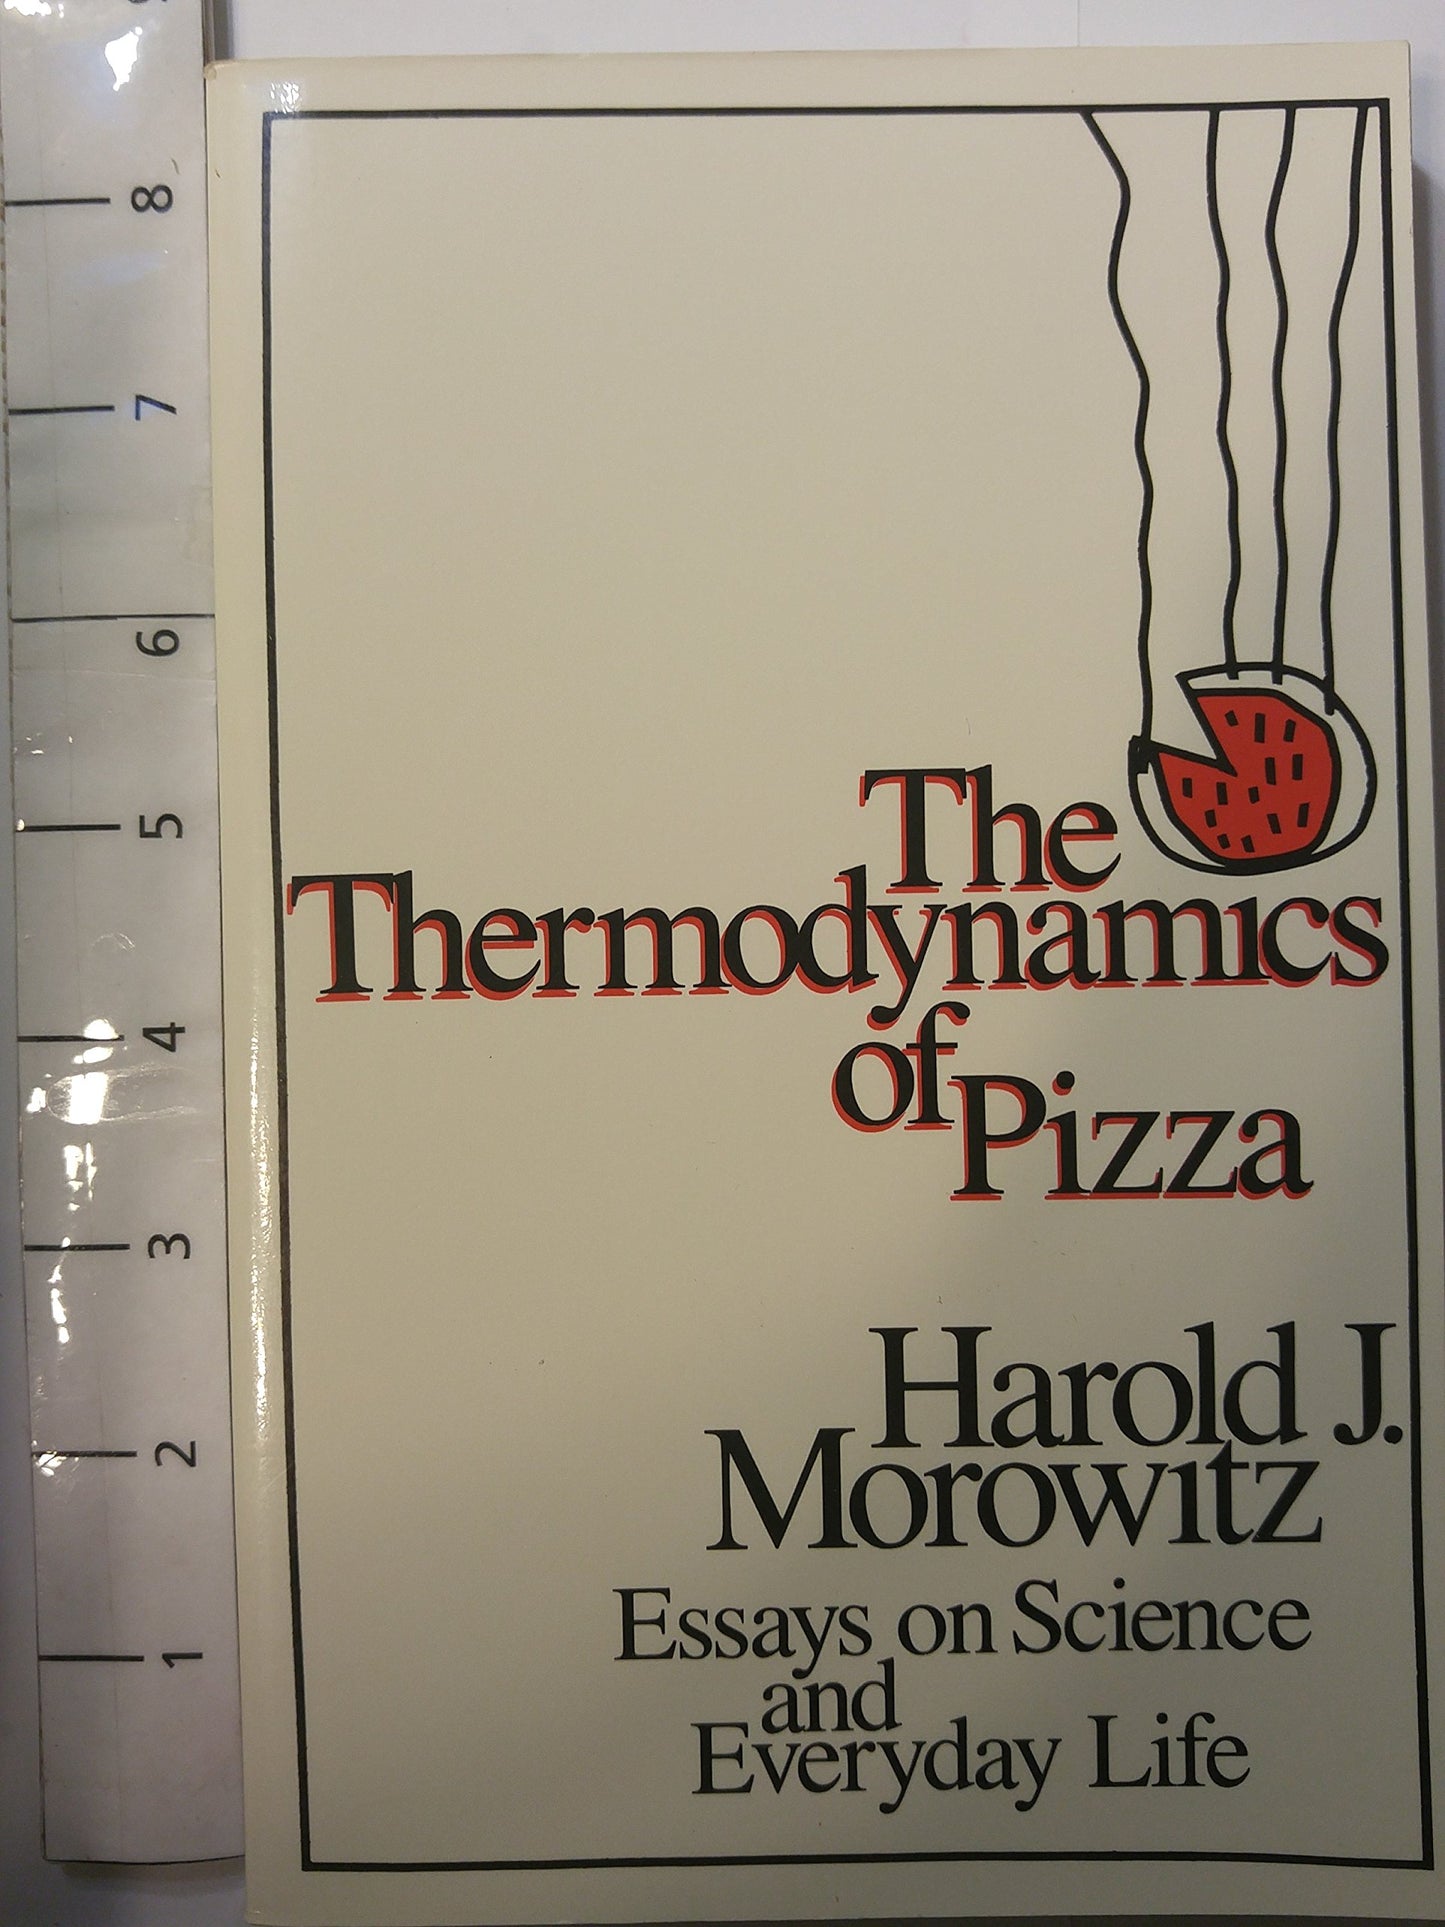 8
7
6
5
4
3
2
1
The
Thermodynamics
of
Pizza
Harold J.
Morowitz
Essays on Science
and
Everyday Life